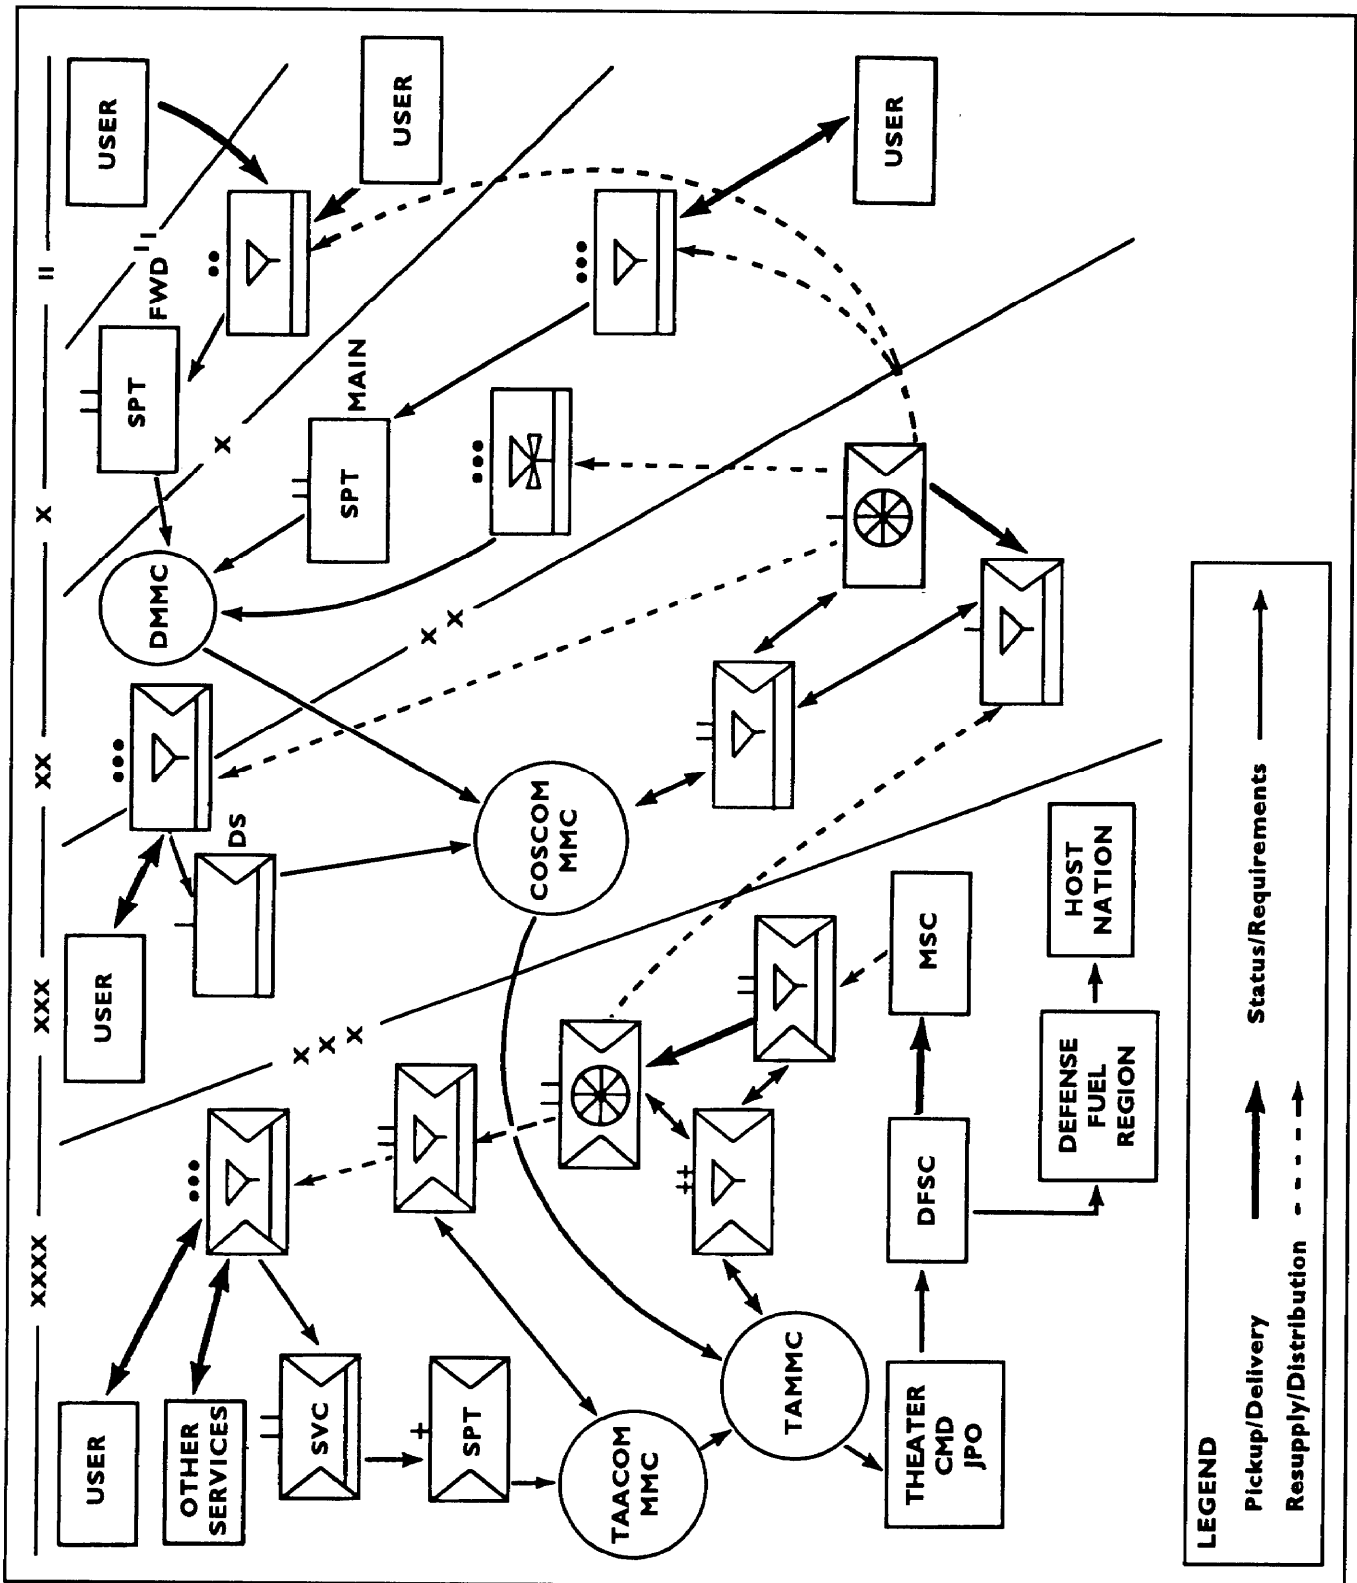 XXXX
XXX
XX
X
II
USER
OTHER
SERVICES
SVC
SPT
TAACOM
MMC
TAMMC
THEATER
CMD
JPO
DFSC
MSC
DEFENSE
FUEL
REGION
HOST
NATION
X X X
USER
DS
COSCOM
MMC
X X
DMMC
SPT
MAIN
X
SPT
FWD
II
USER
USER
USER
LEGEND
Pickup/Delivery
Status/Requirements
Resupply/Distribution